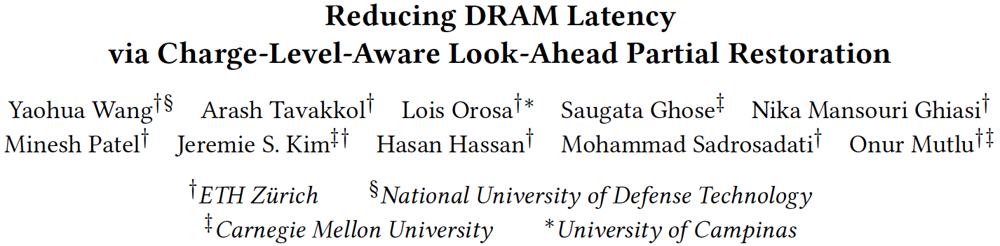 Reducing DRAM Latency
via Charge-Level-Aware Look-Ahead Partial Restoration
Yaohua Wang†§ Arash Tavakkol† Lois Orosa†* Saugata Ghose‡ Nika Mansouri Ghiasi†
Minesh Patel† Jeremie S. Kim‡† Hasan Hassan† Mohammad Sadrosadati† Onur Mutlu†‡
†ETH Zürich §National University of Defense Technology
‡Carnegie Mellon University *University of Campinas